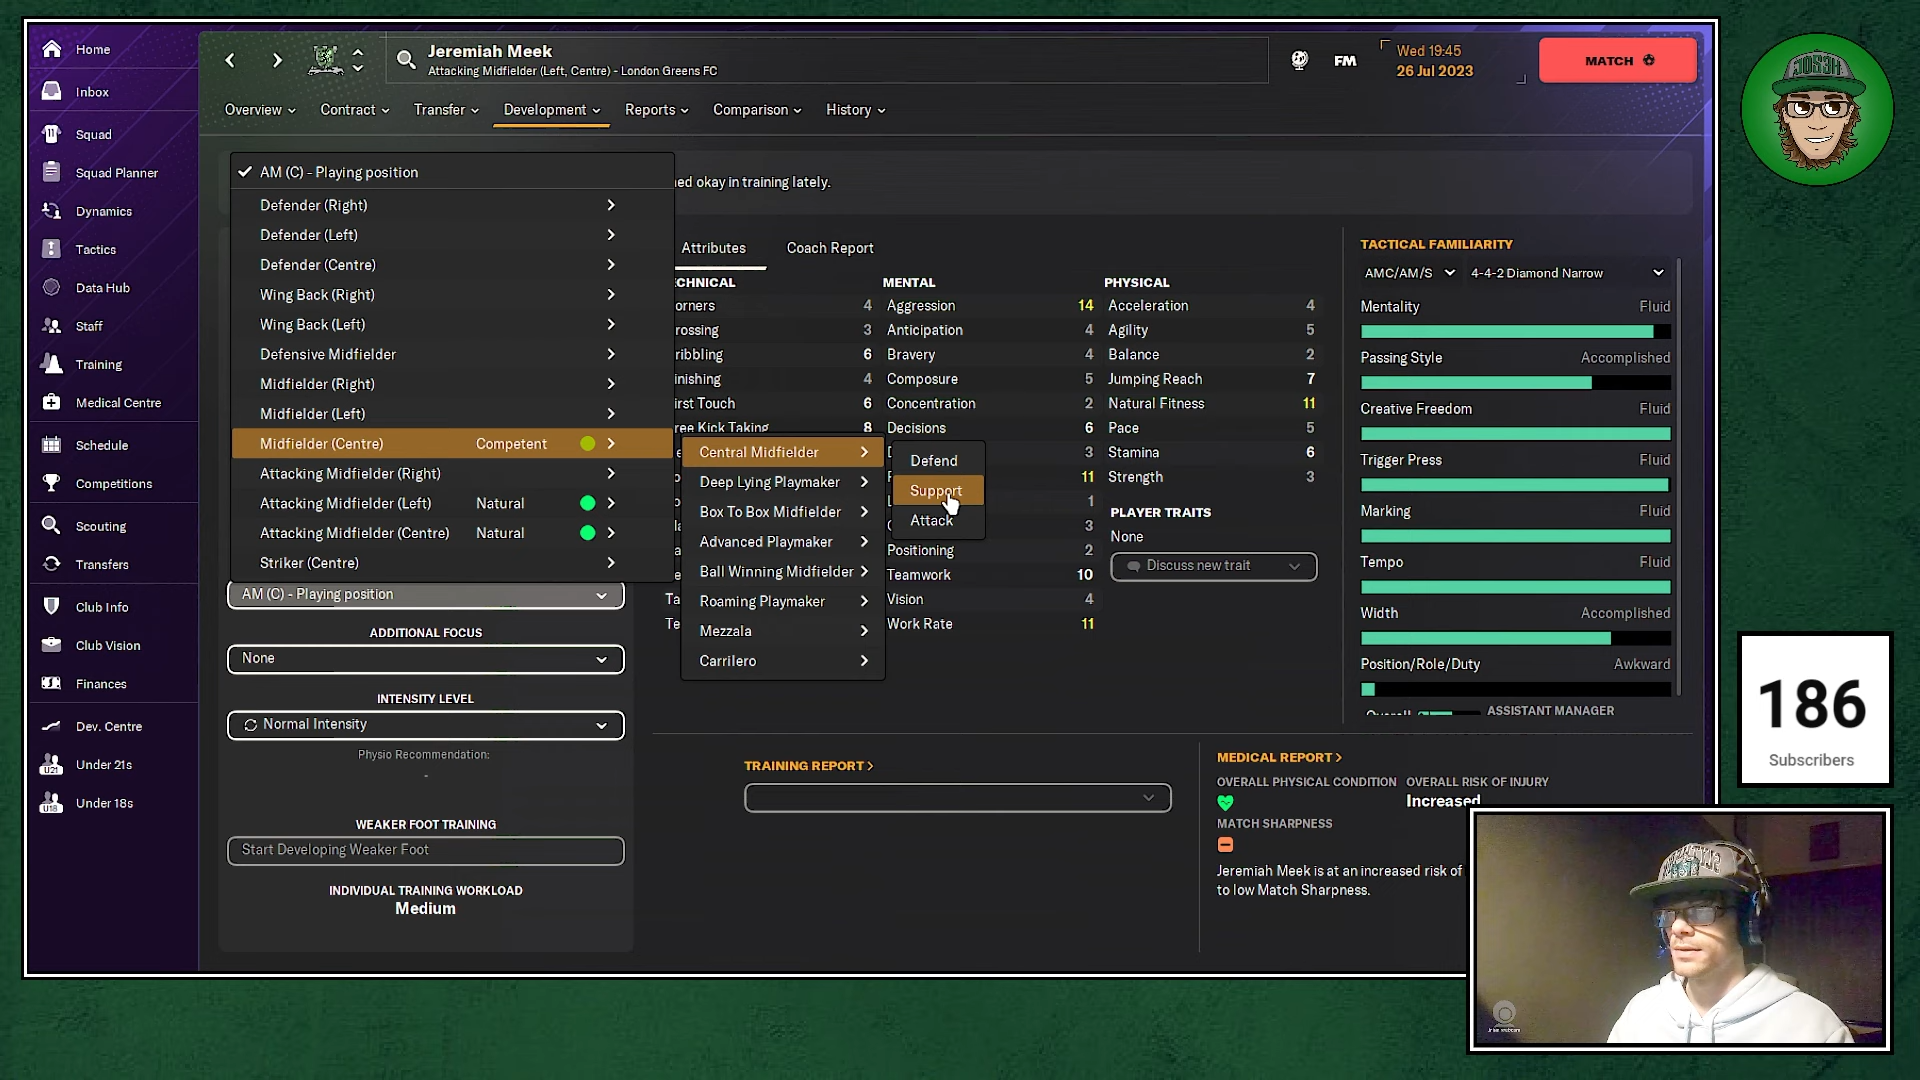 Home
Inbox
Squad
Squad Planner
Dynamics
Tactics
Data Hub
Staff
Training
Medical Centre
Schedule
Competitions
Scouting
Transfers
Club Info
Club Vision
Finances
Dev. Centre
U21 Under 21s
U18 Under 18s
Jeremiah Meek
Attacking Midfielder (Left, Centre) - London Greens FC
FM
Wed 19:45
26 Jul 2023
MATCH
Overview Contract Transfer Development Reports Comparison History
AM (C) - Playing position
Defender (Right)
Defender (Left)
Defender (Centre)
Wing Back (Right)
Wing Back (Left)
Defensive Midfielder
Midfielder (Right)
Midfielder (Left)
Midfielder (Centre) Competent
Attacking Midfielder (Right)
Attacking Midfielder (Left) Natural
Attacking Midfielder (Centre) Natural
Striker (Centre)
AM (C) - Playing position
ADDITIONAL FOCUS
None
INTENSITY LEVEL
Normal Intensity
Physio Recommendation:
-
WEAKER FOOT TRAINING
Start Developing Weaker Foot
INDIVIDUAL TRAINING WORKLOAD
Medium
ned okay in training lately.
Attributes Coach Report
CHNICAL
orners 4
rossing 3
ribbling 6
inishing 4
irst Touch 6
ree Kick Taking 8
Ta
Te
Central Midfielder
Deep Lying Playmaker
Box To Box Midfielder
Advanced Playmaker
Ball Winning Midfielder
Roaming Playmaker
Mezzala
Carrilero
Defend
Support
Attack
MENTAL
Aggression 14
Anticipation 4
Bravery 4
Composure 5
Concentration 2
Decisions 6
3
11
1
3
Positioning 2
Teamwork 10
Vision 4
Work Rate 11
PHYSICAL
Acceleration 4
Agility 5
Balance 2
Jumping Reach 7
Natural Fitness 11
Pace 5
Stamina 6
Strength 3
PLAYER TRAITS
None
Discuss new trait
TACTICAL FAMILIARITY
AMC/AM/S 4-4-2 Diamond Narrow
Mentality Fluid
Passing Style Accomplished
Creative Freedom Fluid
Trigger Press Fluid
Marking Fluid
Tempo Fluid
Width Accomplished
Position/Role/Duty Awkward
Overall ASSISTANT MANAGER
TRAINING REPORT
MEDICAL REPORT
OVERALL PHYSICAL CONDITION OVERALL RISK OF INJURY
Increased
MATCH SHARPNESS
Jeremiah Meek is at an increased risk of
to low Match Sharpness.
186
Subscribers